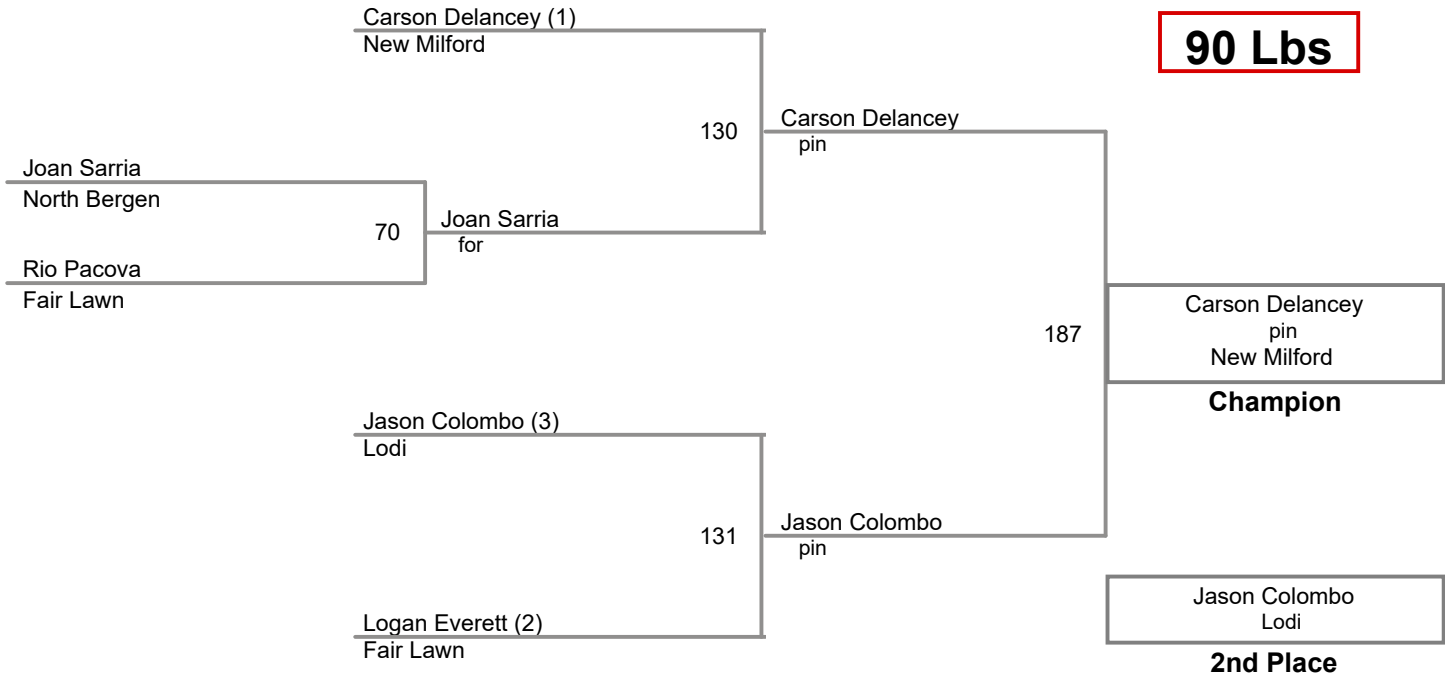 Carson Delancey (1)
New Milford
90 Lbs
130
Carson Delancey
pin
Joan Sarria
North Bergen
70
Joan Sarria
for
Rio Pacova
Fair Lawn
187
Carson Delancey
pin
New Milford
Champion
Jason Colombo (3)
Lodi
131
Jason Colombo
pin
Logan Everett (2)
Fair Lawn
Jason Colombo
Lodi
2nd Place